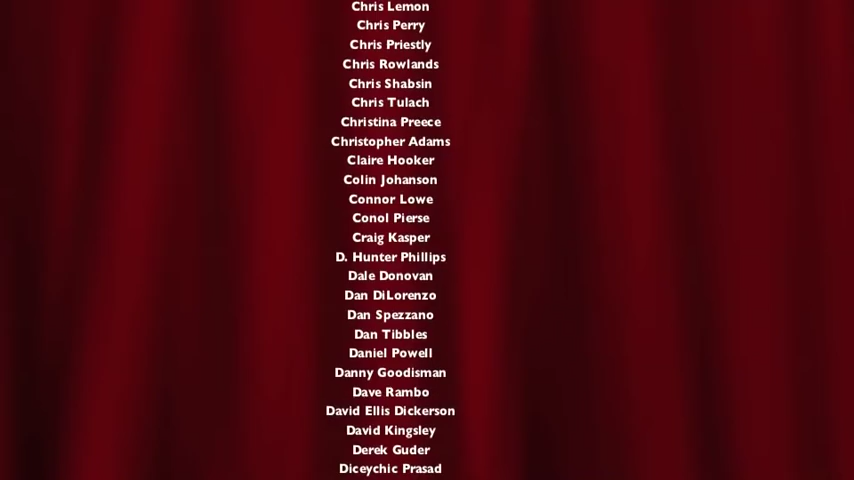 Chris Lemon
Chris Perry
Chris Priestly
Chris Rowlands
Chris Shabsin
Chris Tulach
Christina Preece
Christopher Adams
Claire Hooker
Colin Johanson
Connor Lowe
Conol Pierse
Craig Kasper
D. Hunter Phillips
Dale Donovan
Dan DiLorenzo
Dan Spezzano
Dan Tibbles
Daniel Powell
Danny Goodisman
Dave Rambo
David Ellis Dickerson
David Kingsley
Derek Guder
Diceychic Prasad